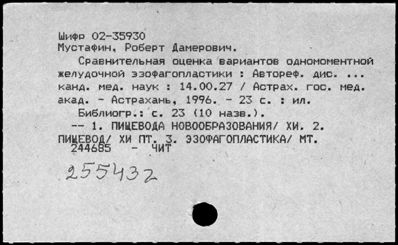 Шифр 02-35930
Мустафин, Роберт Дамерович.
Сравнительная оценка вариантов одномоментной
желудочной эзофагопластики : Автореф. дис. ...
канд. мед. наук : 14.00.27 / Астрах. гос. мед.
акад. - Астрахань, 1996. - 23 с. : ил.
Библиогр.: с. 23 (10 назв.).
-- 1. ПИЩЕВОДА НОВООБРАЗОВАНИЯ/ ХИ. 2.
ПИЩЕВОД/ ХИ ПТ. 3. ЭЗОФАГОПЛАСТИКА/ МТ.
244685 - ЧИТ
255432